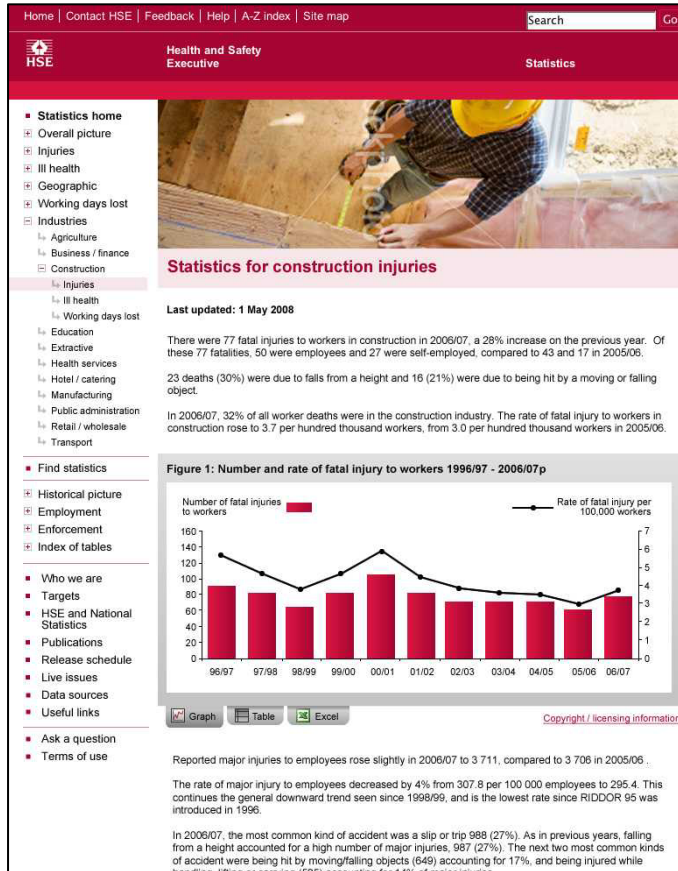 Home | Contact HSE | Feedback | Help | A-Z index | Site map
Search
Go
HSE
Health and Safety
Executive
Statistics
Statistics home
Overall picture
Injuries
Ill health
Geographic
Working days lost
Industries
Agriculture
Business / finance
Construction
Injuries
Ill health
Working days lost
Education
Extractive
Health services
Hotel / catering
Manufacturing
Public administration
Retail / wholesale
Transport
Find statistics
Historical picture
Employment
Enforcement
Index of tables
Who we are
Targets
HSE and National
Statistics
Publications
Release schedule
Live issues
Data sources
Useful links
Ask a question
Terms of use
Statistics for construction injuries
Last updated: 1 May 2008
There were 77 fatal injuries to workers in construction in 2006/07, a 28% increase on the previous year. Of
these 77 fatalities, 50 were employees and 27 were self-employed, compared to 43 and 17 in 2005/06.
23 deaths (30%) were due to falls from a height and 16 (21%) were due to being hit by a moving or falling
object.
In 2006/07, 32% of all worker deaths were in the construction industry. The rate of fatal injury to workers in
construction rose to 3.7 per hundred thousand workers, from 3.0 per hundred thousand workers in 2005/06.
Figure 1: Number and rate of fatal injury to workers 1996/97 - 2006/07p
Number of fatal injuries
to workers
Rate of fatal injury per
100,000 workers
160
140
120
100
80
60
40
20
0
7
6
5
4
3
2
1
0
96/97 97/98 98/99 99/00 00/01 01/02 02/03 03/04 04/05 05/06 06/07
Graph Table Excel
Copyright / licensing information
Reported major injuries to employees rose slightly in 2006/07 to 3 711, compared to 3 706 in 2005/06 .
The rate of major injury to employees decreased by 4% from 307.8 per 100 000 employees to 295.4. This
continues the general downward trend seen since 1998/99, and is the lowest rate since RIDDOR 95 was
introduced in 1996.
In 2006/07, the most common kind of accident was a slip or trip 988 (27%). As in previous years, falling
from a height accounted for a high number of major injuries, 987 (27%). The next two most common kinds
of accident were being hit by moving/falling objects (649) accounting for 17%, and being injured while